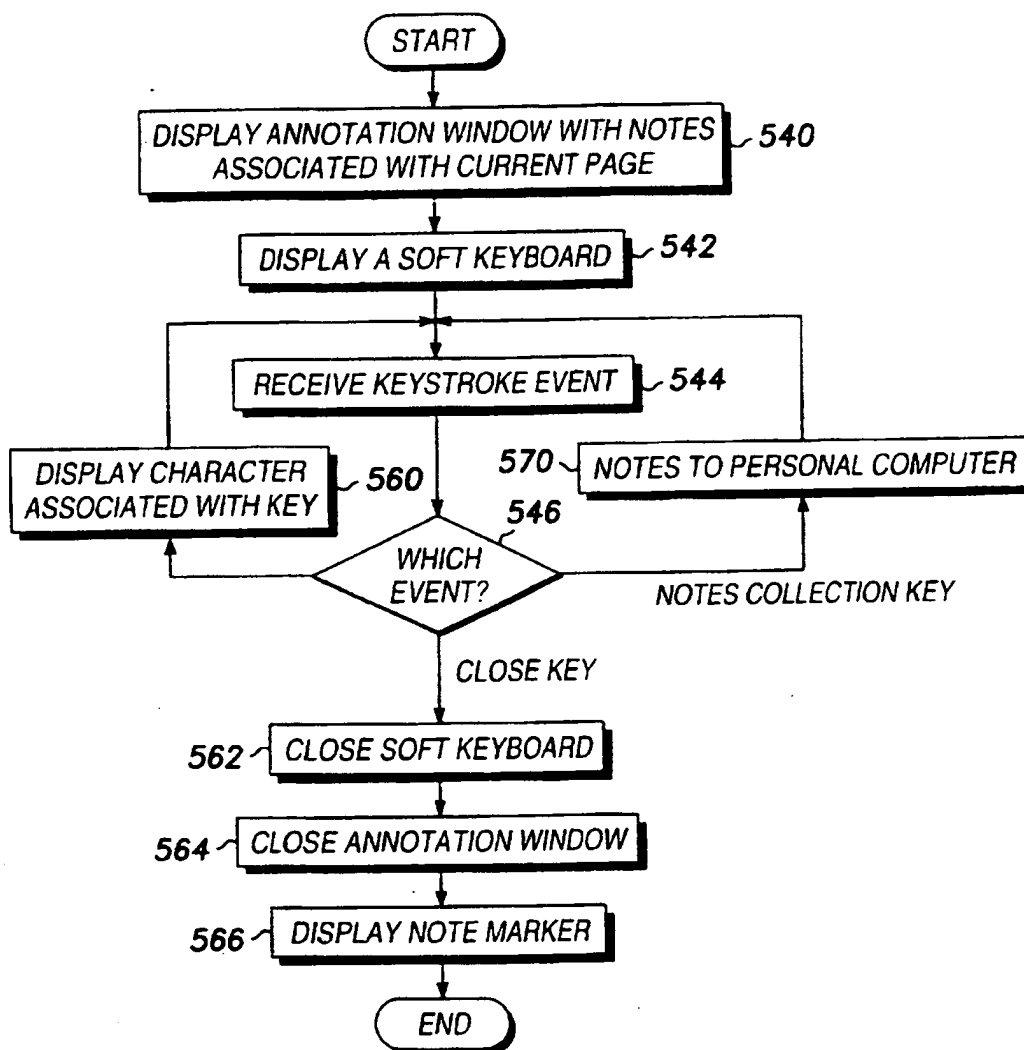 START
DISPLAY ANNOTATION WINDOW WITH NOTES
ASSOCIATED WITH CURRENT PAGE
540
DISPLAY A SOFT KEYBOARD
542
RECEIVE KEYSTROKE EVENT
544
DISPLAY CHARACTER
ASSOCIATED WITH KEY
560
570
NOTES TO PERSONAL COMPUTER
546
WHICH
EVENT?
NOTES COLLECTION KEY
CLOSE KEY
562
CLOSE SOFT KEYBOARD
564
CLOSE ANNOTATION WINDOW
566
DISPLAY NOTE MARKER
END